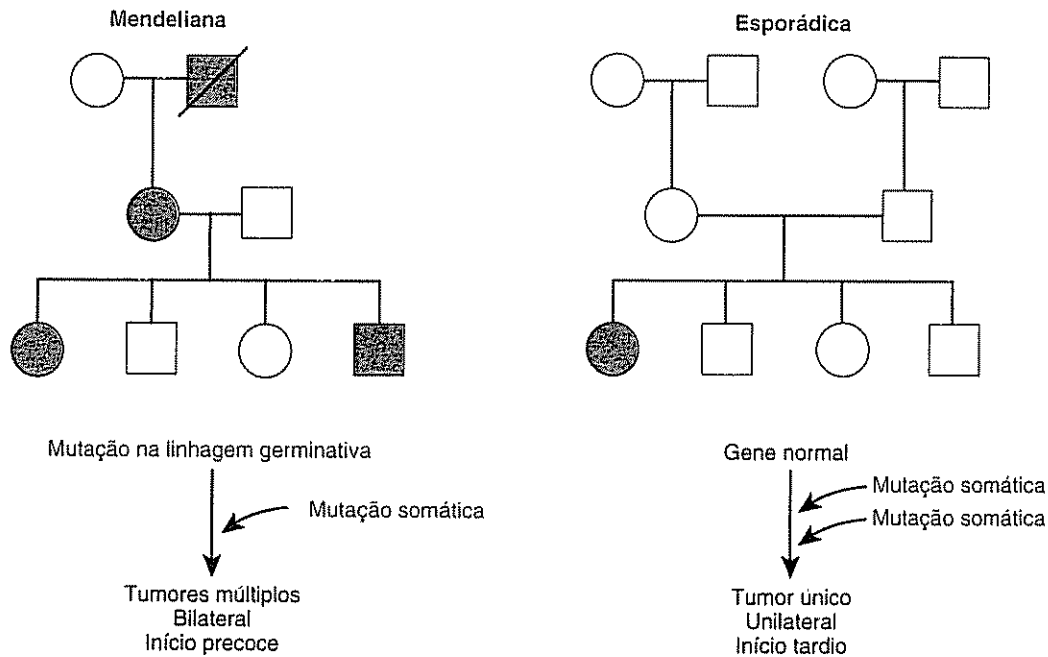 Mendeliana
Mutação na linhagem germinativa
Mutação somática
Tumores múltiplos
Bilateral
Início precoce
Esporádica
Gene normal
Mutação somática
Mutação somática
Tumor único
Unilateral
Início tardio